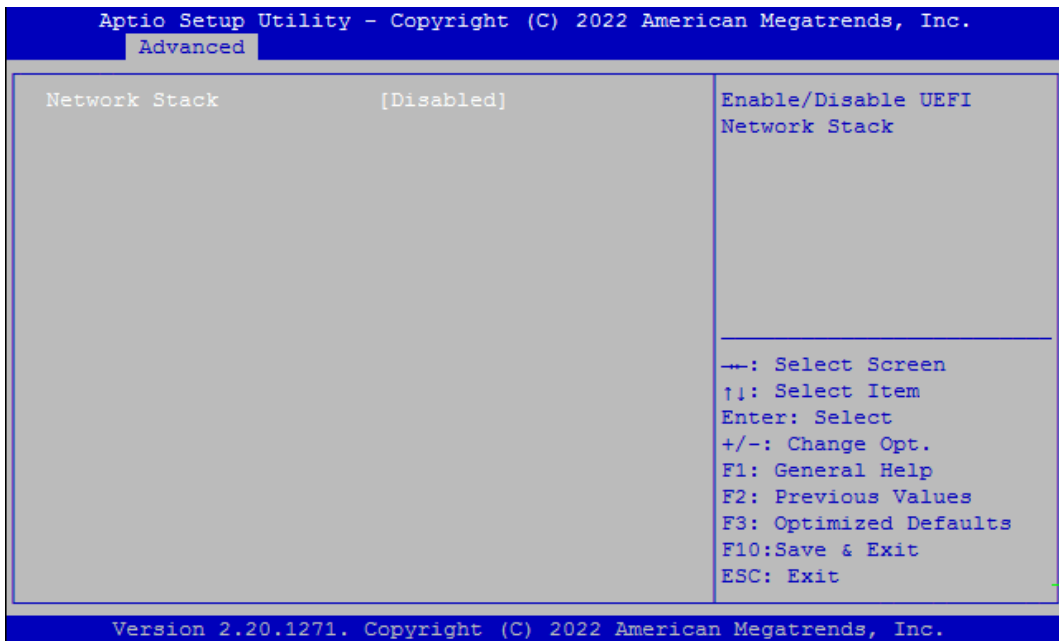 Aptio Setup Utility - Copyright (C) 2022 American Megatrends, Inc.
Advanced
Network Stack [Disabled]
Enable/Disable UEFI
Network Stack
→←: Select Screen
↑↓: Select Item
Enter: Select
+/-: Change Opt.
F1: General Help
F2: Previous Values
F3: Optimized Defaults
F10:Save & Exit
ESC: Exit
Version 2.20.1271. Copyright (C) 2022 American Megatrends, Inc.